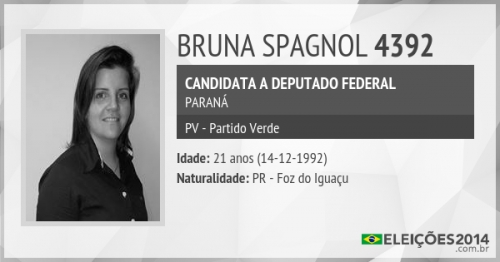 BRUNA SPAGNOL 4392
CANDIDATA A DEPUTADO FEDERAL
PARANÁ
PV - Partido Verde
Idade: 21 anos (14-12-1992)
Naturalidade: PR - Foz do Iguaçu
ELEIÇÕES2014
.com.br